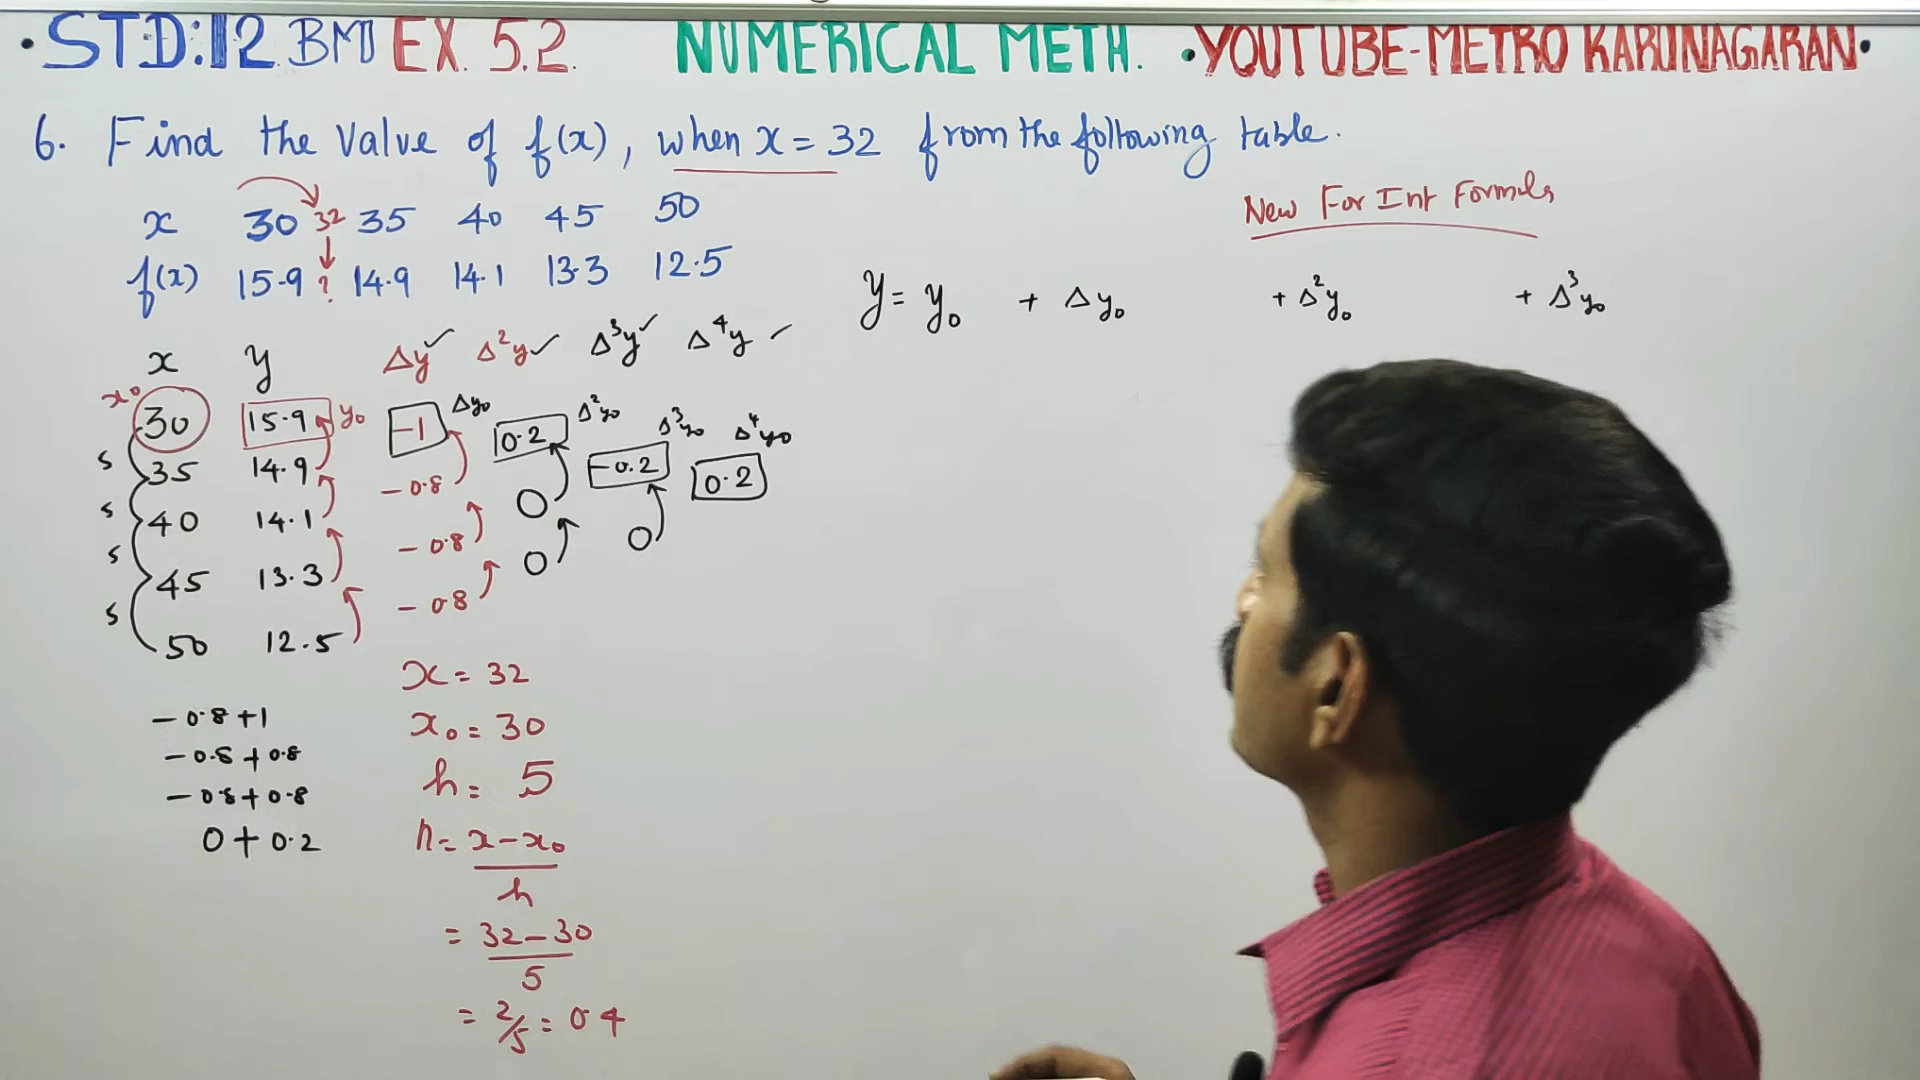 • STD:12 BM EX. 5.2. NUMERICAL METH. • YOUTUBE-METRO KARUNAGARAN •
6. Find the value of f(x), when x = 32 from the following table.
x 30 32 35 40 45 50
f(x) 15.9 ? 14.9 14.1 13.3 12.5
New For Int Formula
y = y₀ + Δy₀ + Δ²y₀ + Δ³y₀
x y Δy ✓ Δ²y ✓ Δ³y ✓ Δ⁴y ✓
x₀ 30 15.9 y₀ -1 Δy₀ 0.2 Δ²y₀ -0.2 Δ³y₀ 0.2 Δ⁴y₀
5 35 14.9 -0.8 0
5 40 14.1 -0.8 0 0
5 45 13.3 -0.8
5 50 12.5
-0.8+1
-0.8+0.8
-0.8+0.8
0+0.2
x = 32
x₀ = 30
h = 5
n = x-x₀
h
= 32-30
5
= 2/5 = 0.4